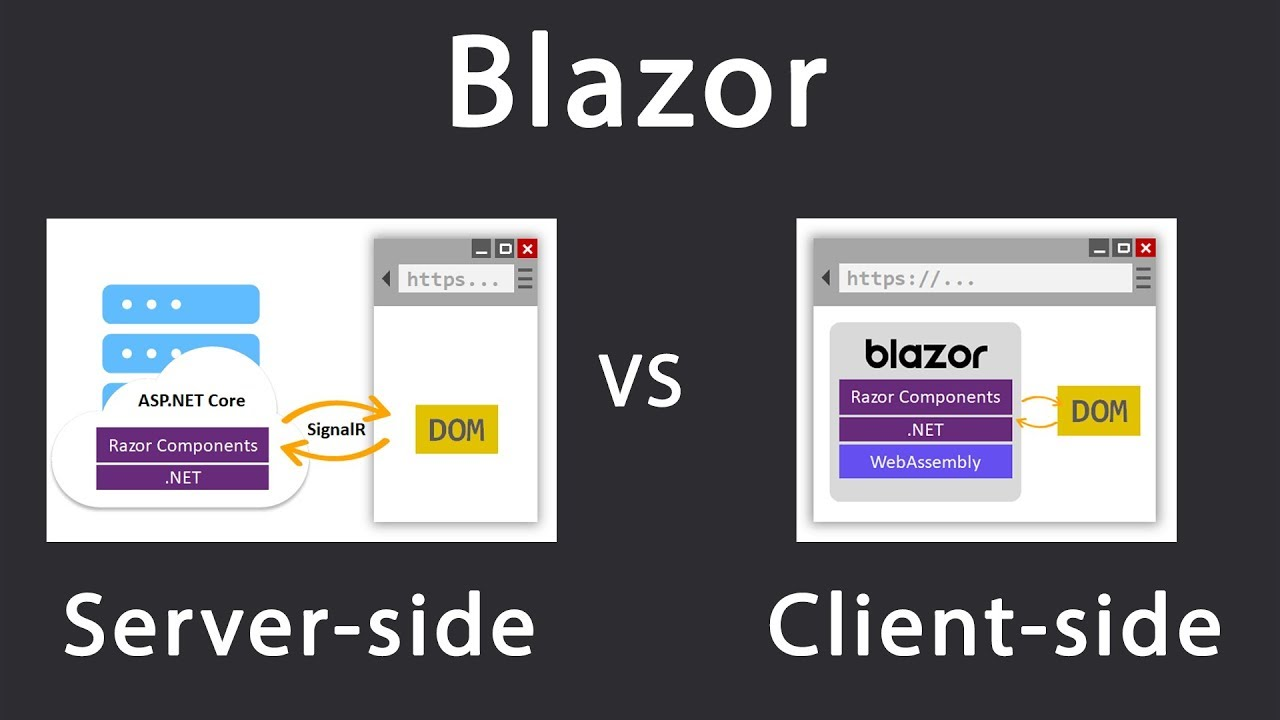 Blazor
https...
ASP.NET Core
Razor Components
.NET
SignalR
DOM
vs
https://...
blazor
Razor Components
.NET
WebAssembly
DOM
Server-side
Client-side